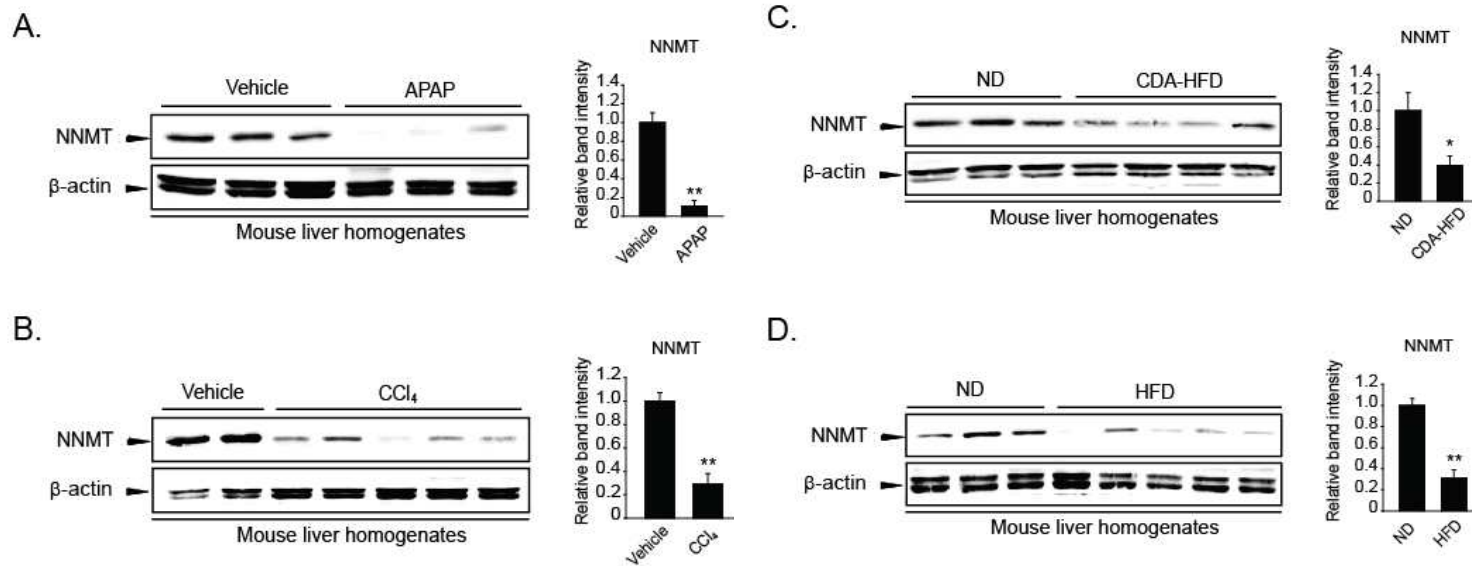 A.
Vehicle
APAP
NNMT
β-actin
Mouse liver homogenates
NNMT
Relative band intensity
1.4
1.2
1.0
0.8
0.6
0.4
0.2
0
**
Vehicle
APAP
B.
Vehicle
CCl₄
NNMT
β-actin
Mouse liver homogenates
NNMT
Relative band intensity
1.2
1.0
0.8
0.6
0.4
0.2
0
**
Vehicle
CCl₄
C.
ND
CDA-HFD
NNMT
β-actin
Mouse liver homogenates
NNMT
Relative band intensity
1.4
1.2
1.0
0.8
0.6
0.4
0.2
0
*
ND
CDA-HFD
D.
ND
HFD
NNMT
β-actin
Mouse liver homogenates
NNMT
Relative band intensity
1.2
1.0
0.8
0.6
0.4
0.2
0
**
ND
HFD